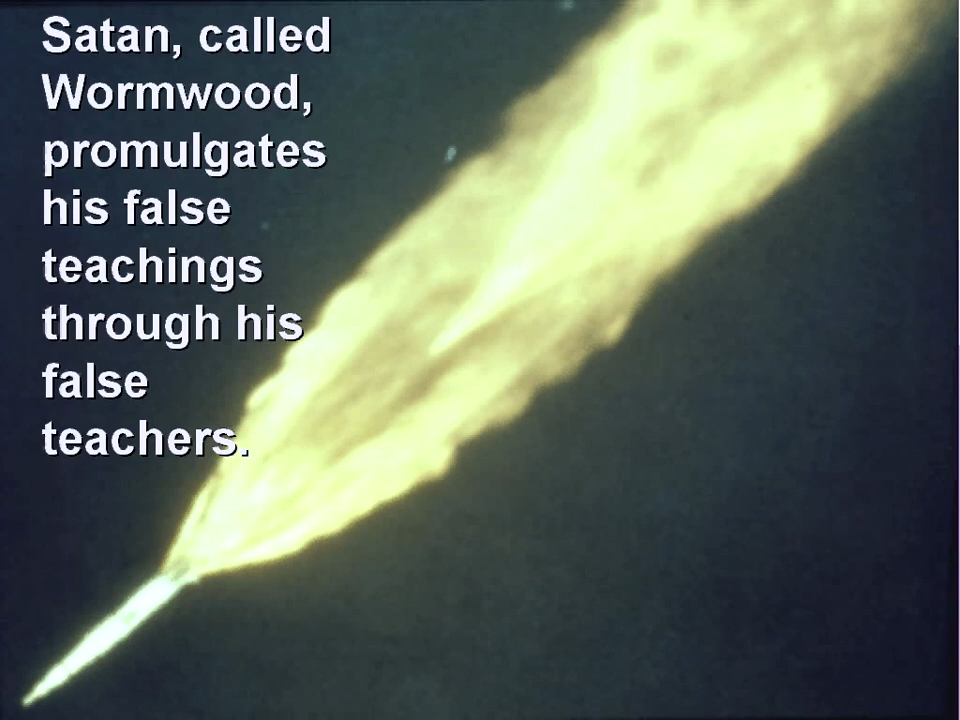 Satan, called
Wormwood,
promulgates
his false
teachings
through his
false
teachers.